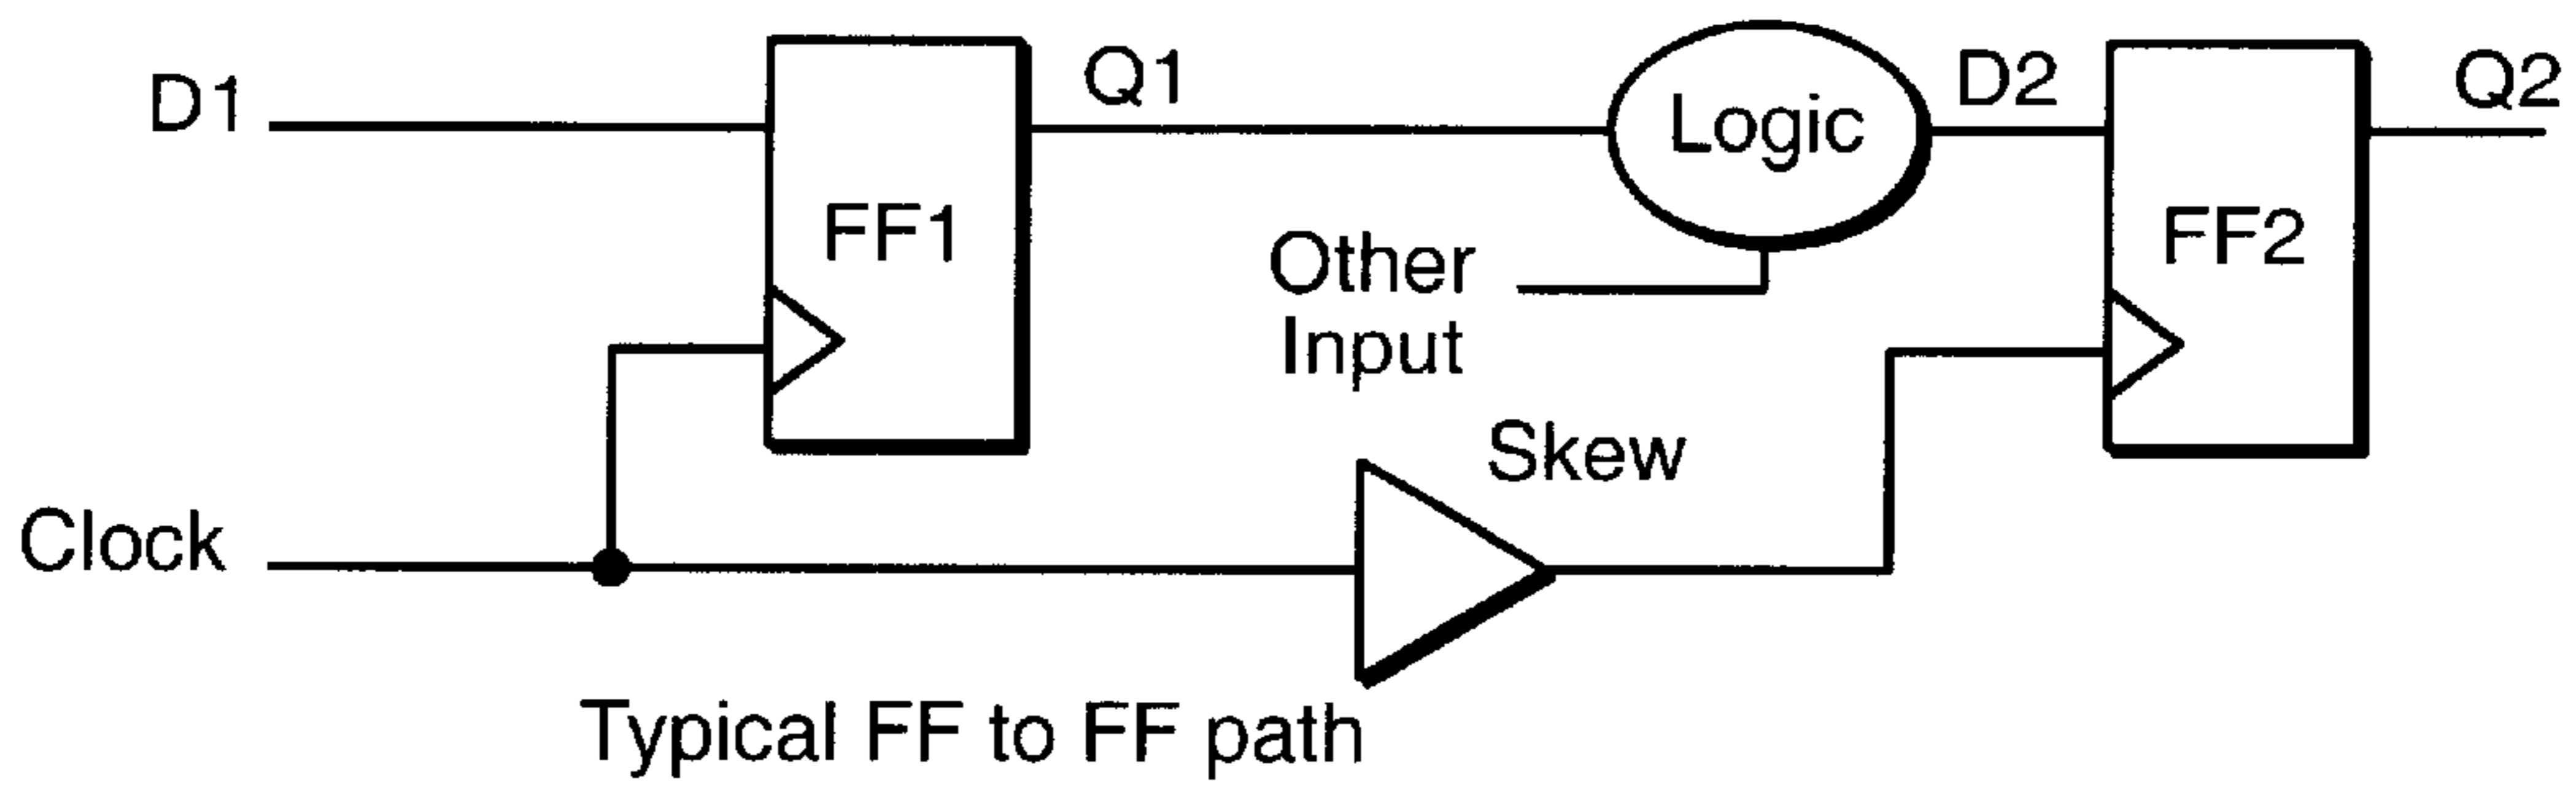 D1
FF1
Q1
Logic
D2
FF2
Q2
Other
Input
Skew
Clock
Typical FF to FF path